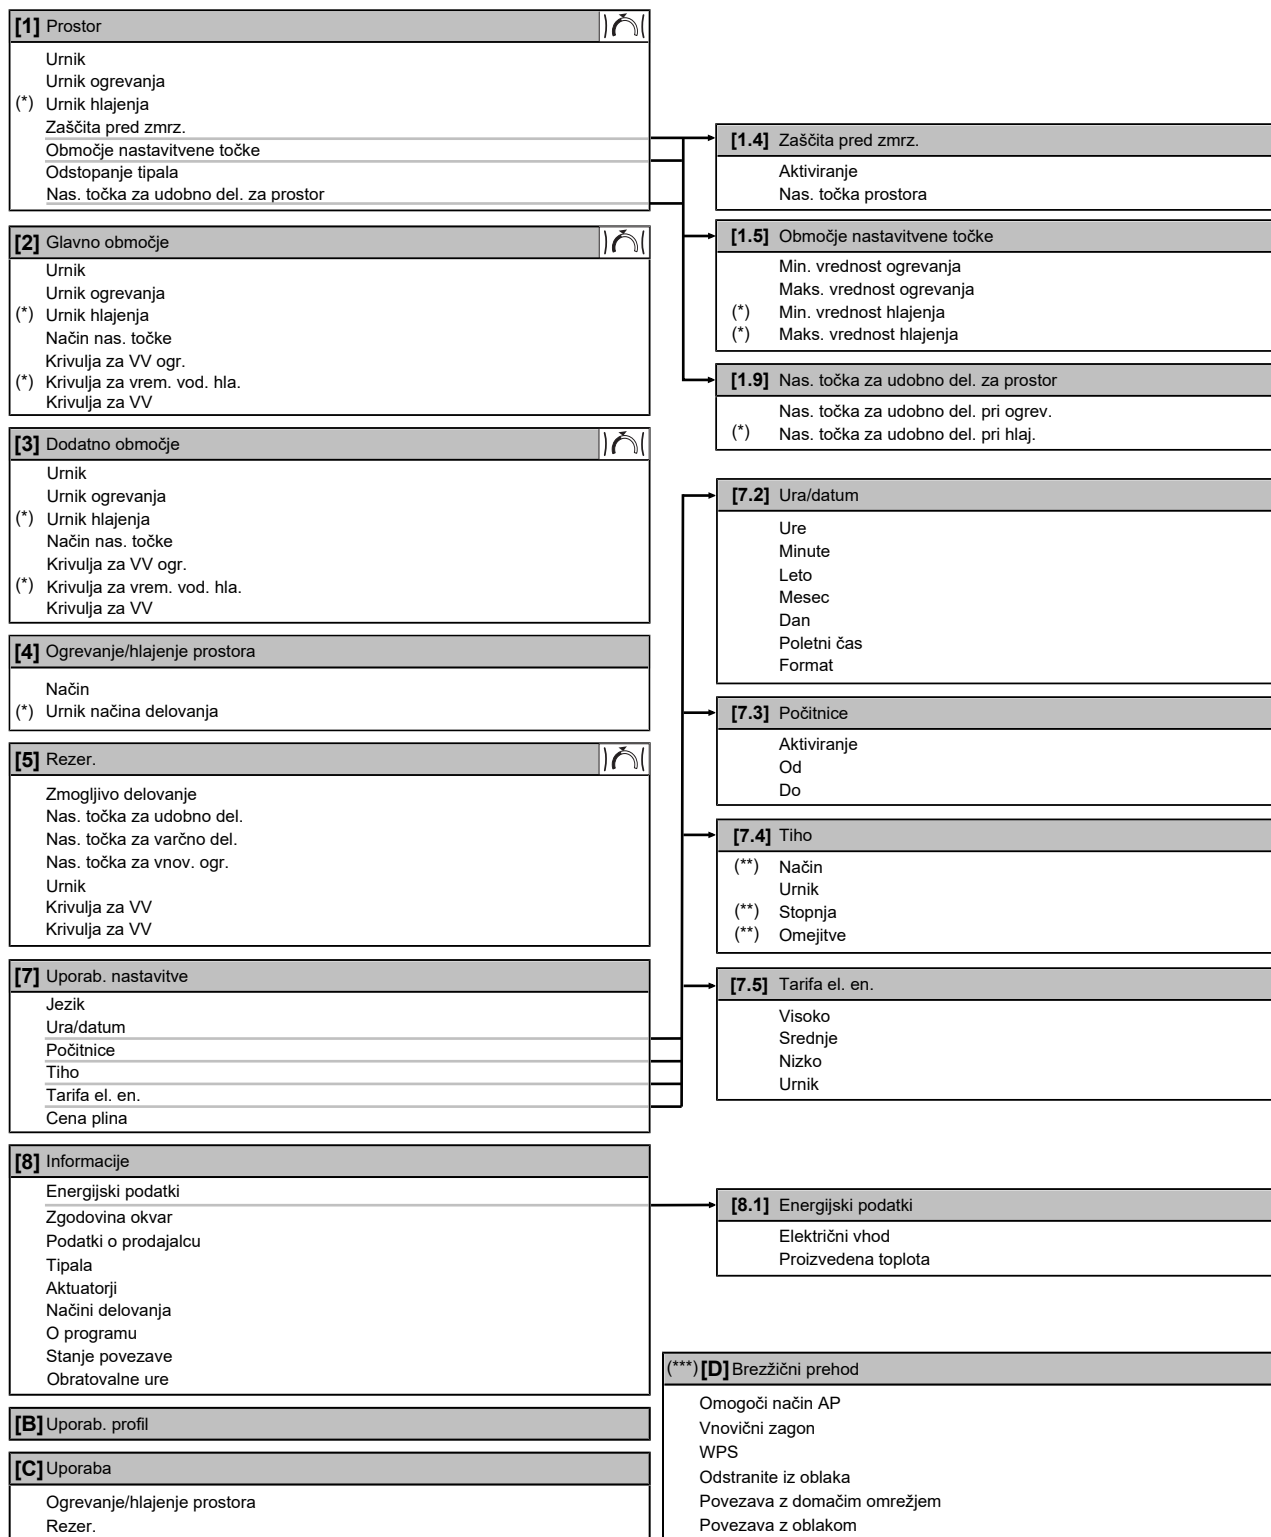 [1] Prostor
Urnik
Urnik ogrevanja
(*) Urnik hlajenja
Zaščita pred zmrz.
Območje nastavitvene točke
Odstopanje tipala
Nas. točka za udobno del. za prostor
[2] Glavno območje
Urnik
Urnik ogrevanja
(*) Urnik hlajenja
Način nas. točke
Krivulja za VV ogr.
(*) Krivulja za vrem. vod. hla.
Krivulja za VV
[3] Dodatno območje
Urnik
Urnik ogrevanja
(*) Urnik hlajenja
Način nas. točke
Krivulja za VV ogr.
(*) Krivulja za vrem. vod. hla.
Krivulja za VV
[4] Ogrevanje/hlajenje prostora
Način
(*) Urnik načina delovanja
[5] Rezer.
Zmogljivo delovanje
Nas. točka za udobno del.
Nas. točka za varčno del.
Nas. točka za vnov. ogr.
Urnik
Krivulja za VV
Krivulja za VV
[7] Uporab. nastavitve
Jezik
Ura/datum
Počitnice
Tiho
Tarifa el. en.
Cena plina
[8] Informacije
Energijski podatki
Zgodovina okvar
Podatki o prodajalcu
Tipala
Aktuatorji
Načini delovanja
O programu
Stanje povezave
Obratovalne ure
[B] Uporab. profil
[C] Uporaba
Ogrevanje/hlajenje prostora
Rezer.
[1.4] Zaščita pred zmrz.
Aktiviranje
Nas. točka prostora
[1.5] Območje nastavitvene točke
Min. vrednost ogrevanja
Maks. vrednost ogrevanja
(*) Min. vrednost hlajenja
(*) Maks. vrednost hlajenja
[1.9] Nas. točka za udobno del. za prostor
Nas. točka za udobno del. pri ogrev.
(*) Nas. točka za udobno del. pri hlaj.
[7.2] Ura/datum
Ure
Minute
Leto
Mesec
Dan
Poletni čas
Format
[7.3] Počitnice
Aktiviranje
Od
Do
[7.4] Tiho
(**) Način
Urnik
(**) Stopnja
(**) Omejitve
[7.5] Tarifa el. en.
Visoko
Srednje
Nizko
Urnik
[8.1] Energijski podatki
Električni vhod
Proizvedena toplota
(***) [D] Brezžični prehod
Omogoči način AP
Vnovični zagon
WPS
Odstranite iz oblaka
Povezava z domačim omrežjem
Povezava z oblakom